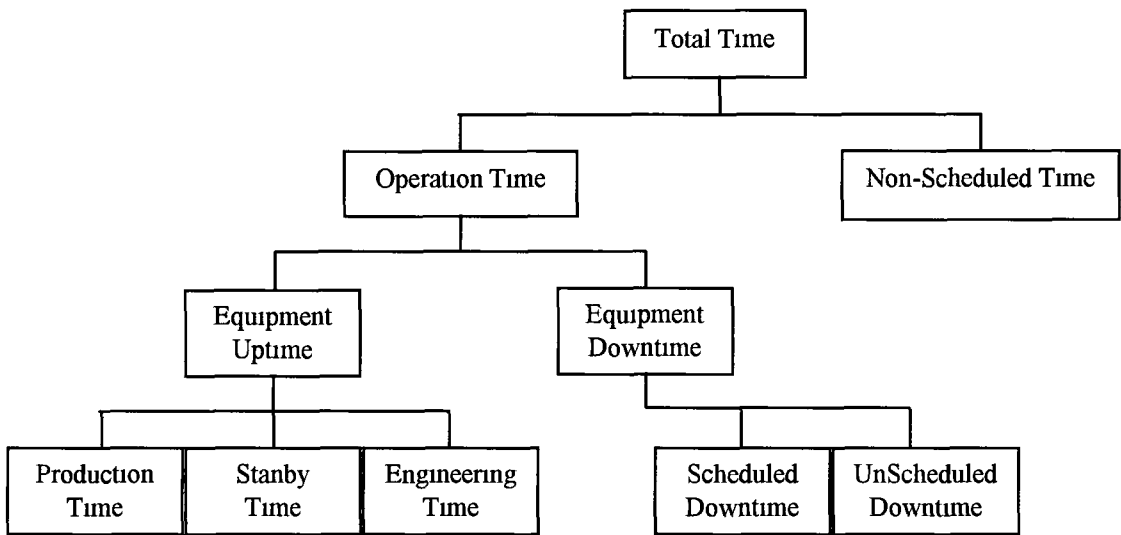 Total Time
Operation Time
Non-Scheduled Time
Equipment
Uptime
Equipment
Downtime
Production
Time
Stanby
Time
Engineering
Time
Scheduled
Downtime
UnScheduled
Downtime